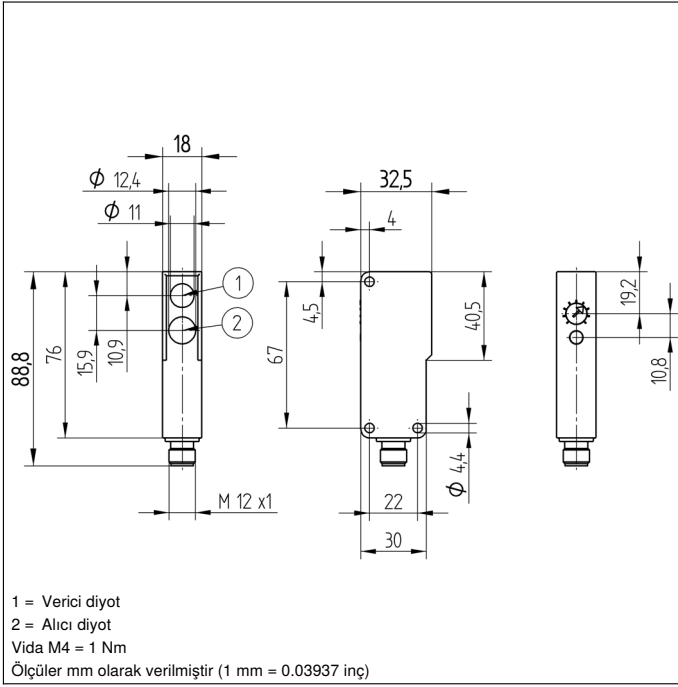 18
32,5
ϕ 12,4
ϕ 11
4
1
2
4,5
19,2
40,5
10,8
88,8
76
15,9
10,9
67
ϕ 4,4
M 12 x1
22
30
1 = Verici diyot
2 = Alıcı diyot
Vida M4 = 1 Nm
Ölçüler mm olarak verilmiştir (1 mm = 0.03937 inç)